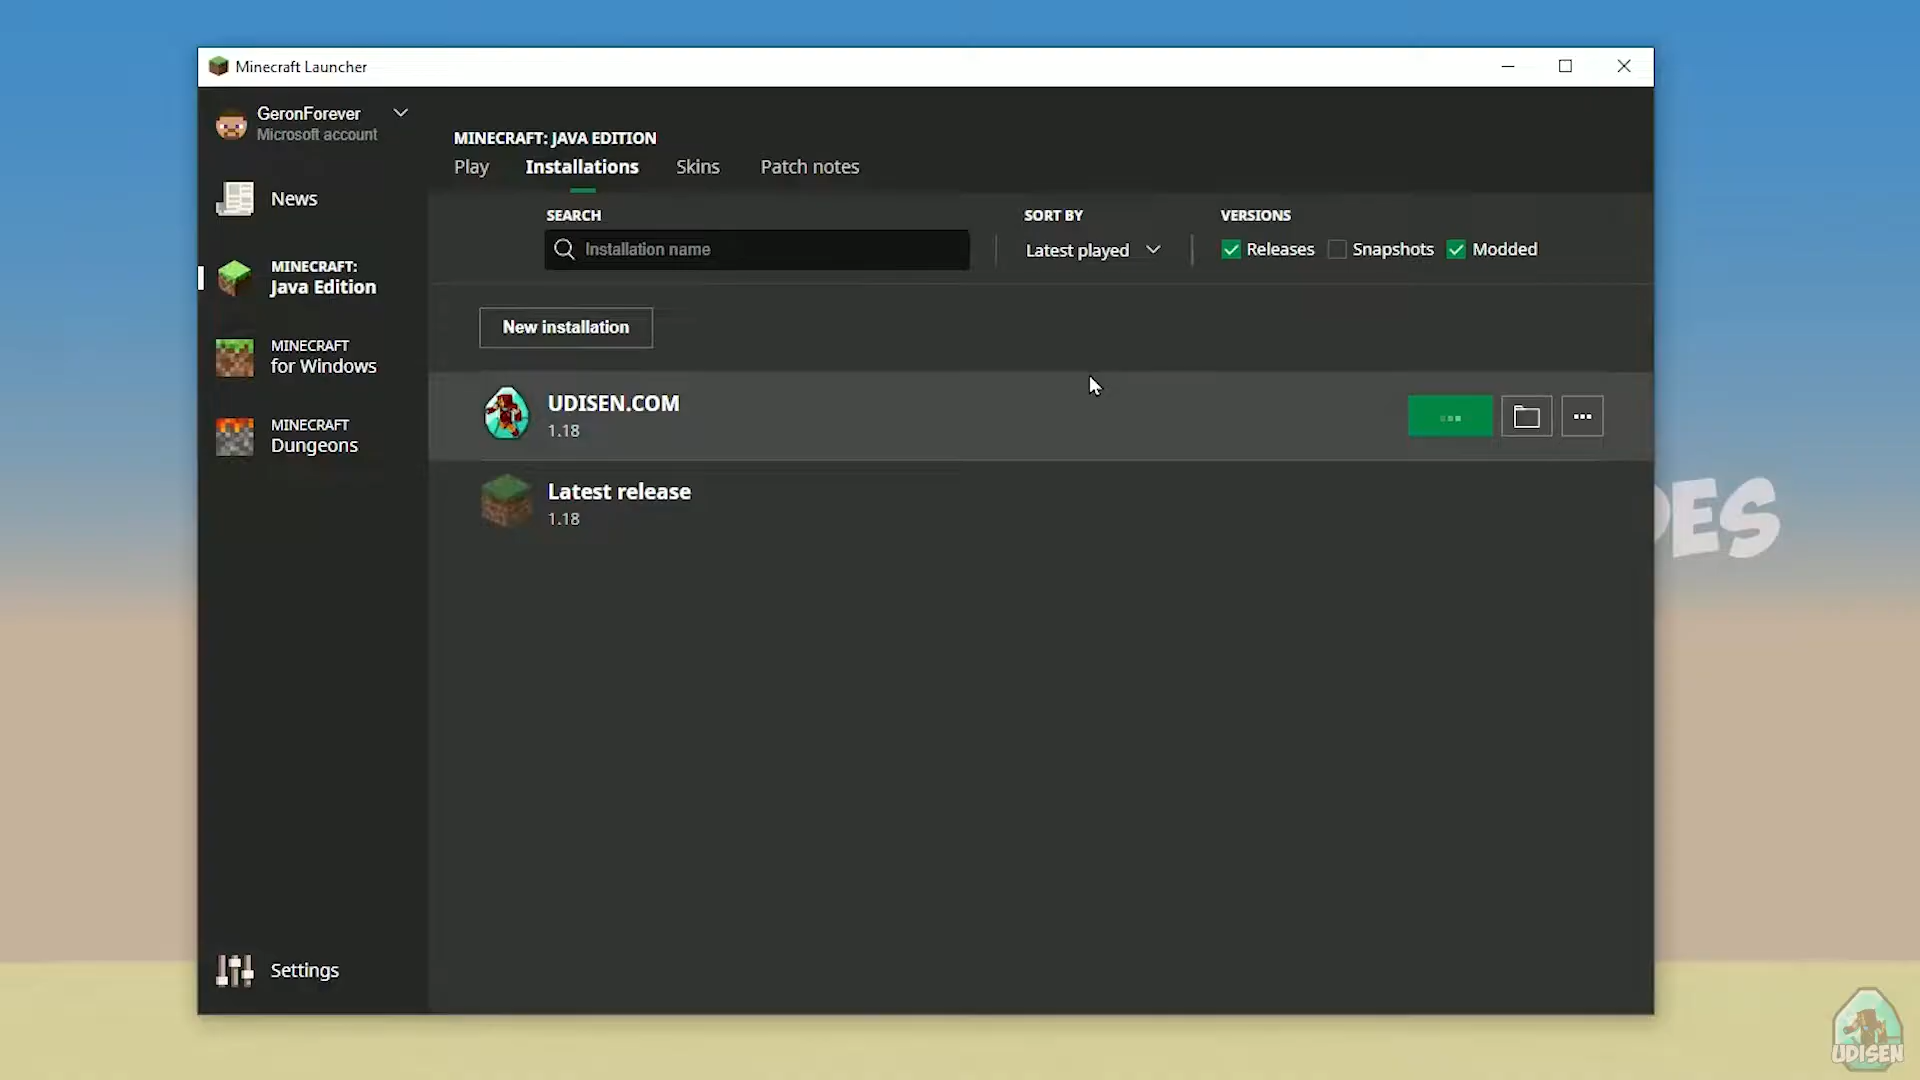 Minecraft Launcher
GeronForever
Microsoft account
News
MINECRAFT:
Java Edition
MINECRAFT
for Windows
MINECRAFT
Dungeons
Settings
MINECRAFT: JAVA EDITION
Play Installations Skins Patch notes
SEARCH SORT BY VERSIONS
Installation name Latest played Releases Snapshots Modded
New installation
UDISEN.COM
1.18
Latest release
1.18
UDISEN